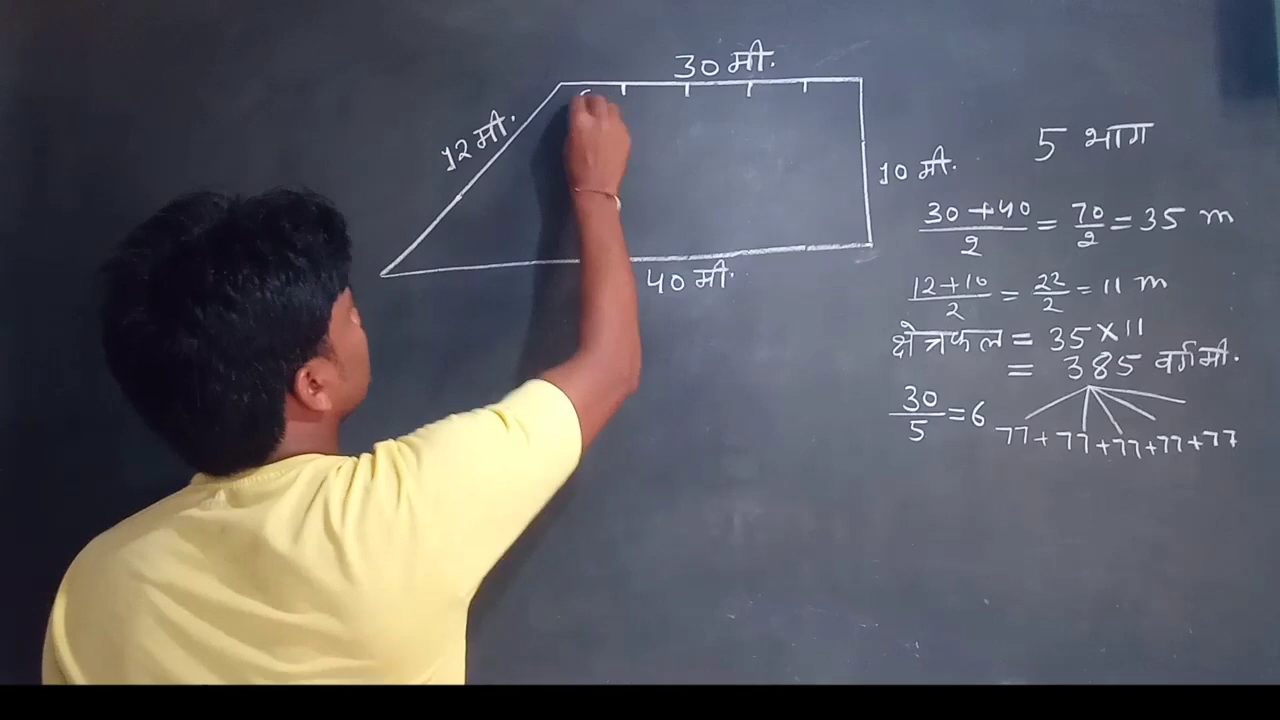 30 मी.
12 मी.
10 मी.
40 मी.
5 भाग
30+40/2 = 70/2 = 35 m
12+10/2 = 22/2 = 11 m
क्षेत्रफल = 35×11
= 385 वर्ग मी.
30/5 = 6
77+77+77+77+77